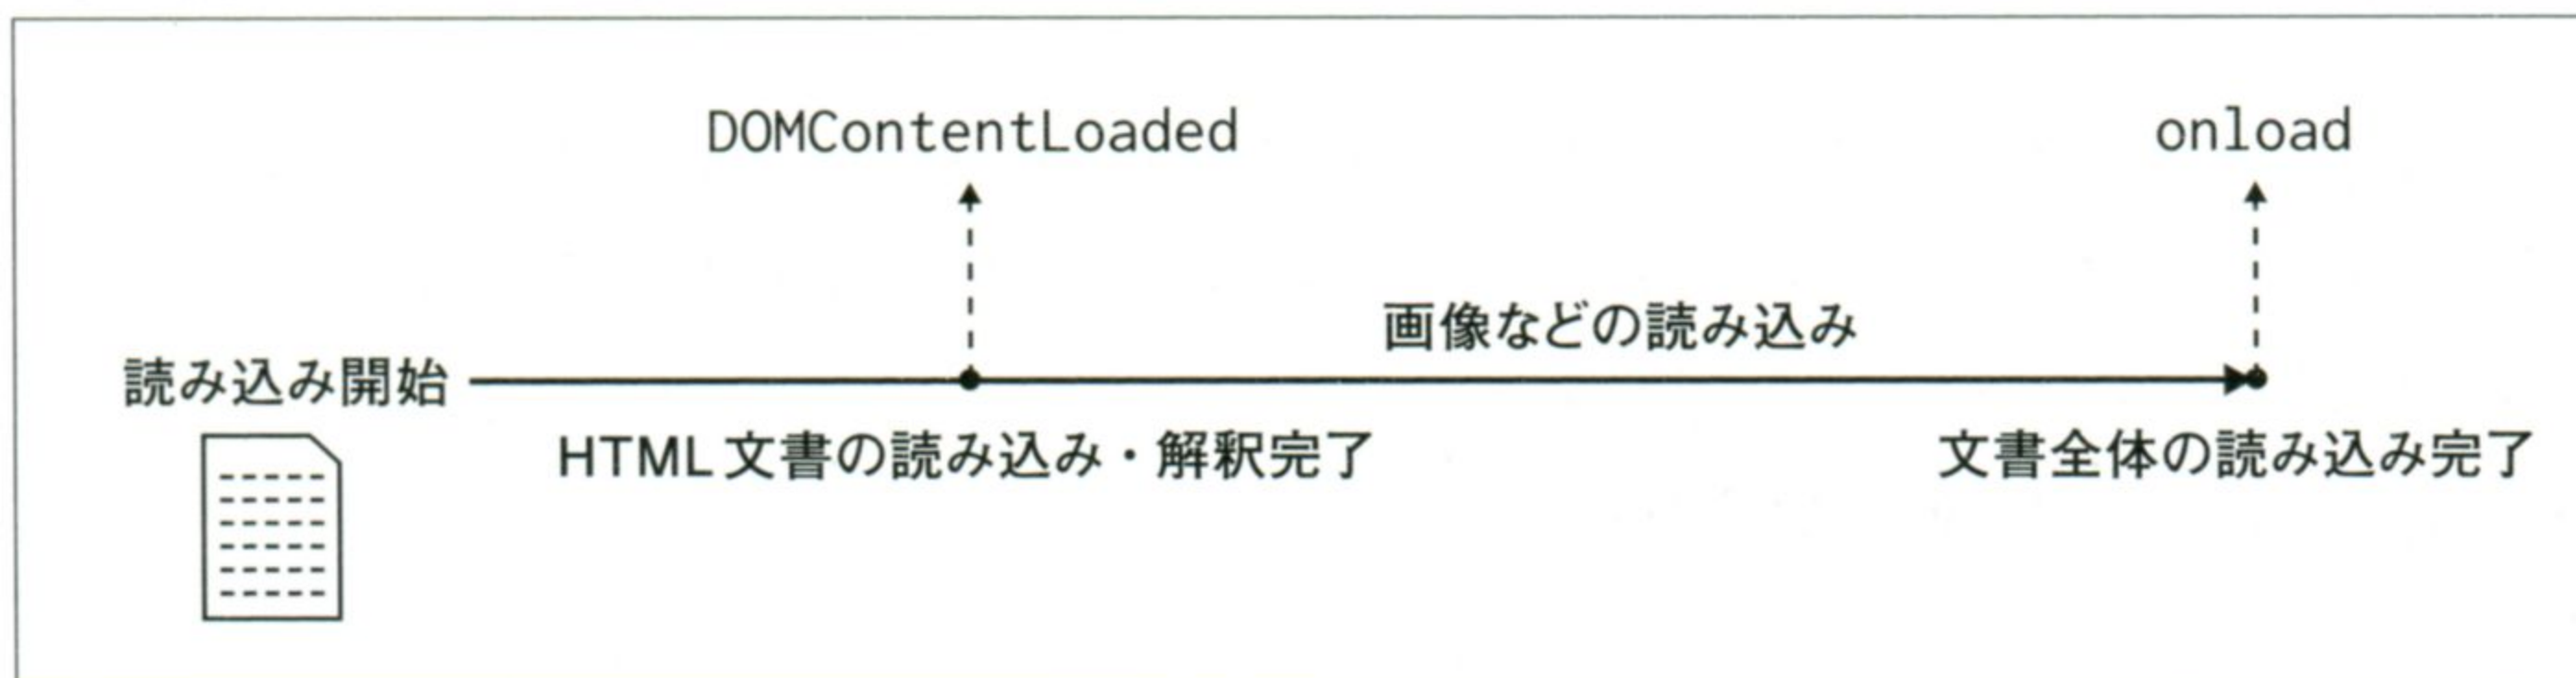 DOMContentLoaded
onload
画像などの読み込み
読み込み開始
HTML文書の読み込み・解釈完了
文書全体の読み込み完了